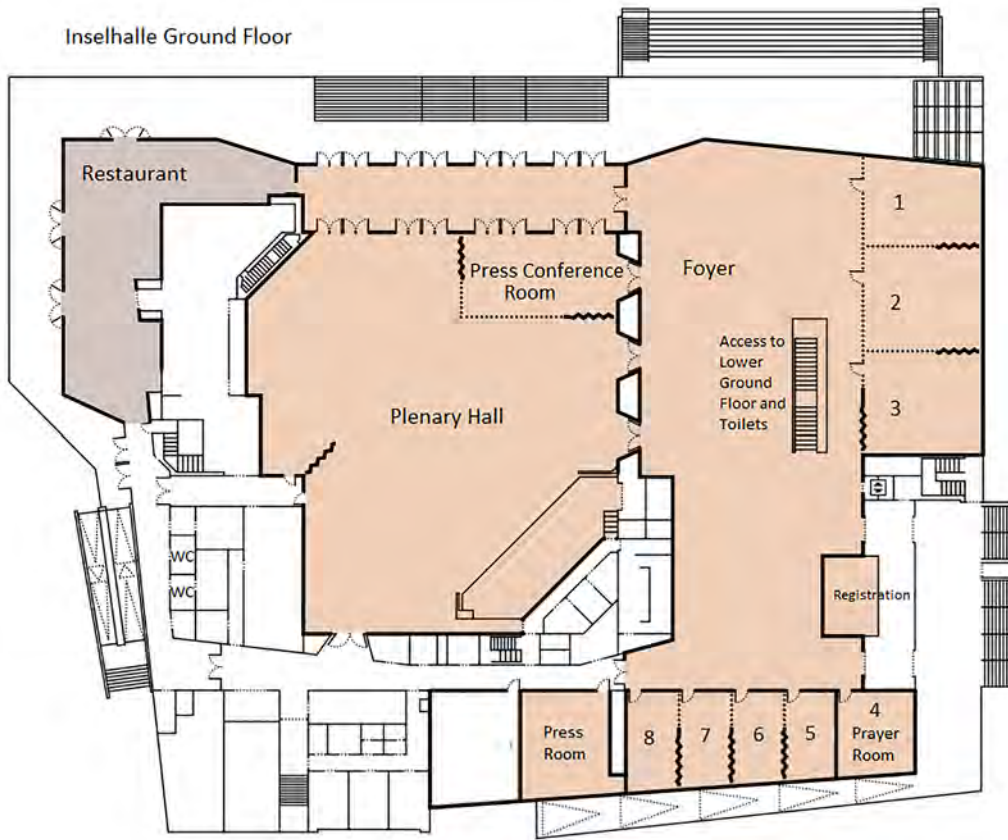 Inselhalle Ground Floor
Restaurant
1
Press Conference
Room
Foyer
2
Access to
Lower
Ground
Floor and
Toilets
Plenary Hall
3
WC
WC
Registration
Press
Room
8
7
6
5
4
Prayer
Room